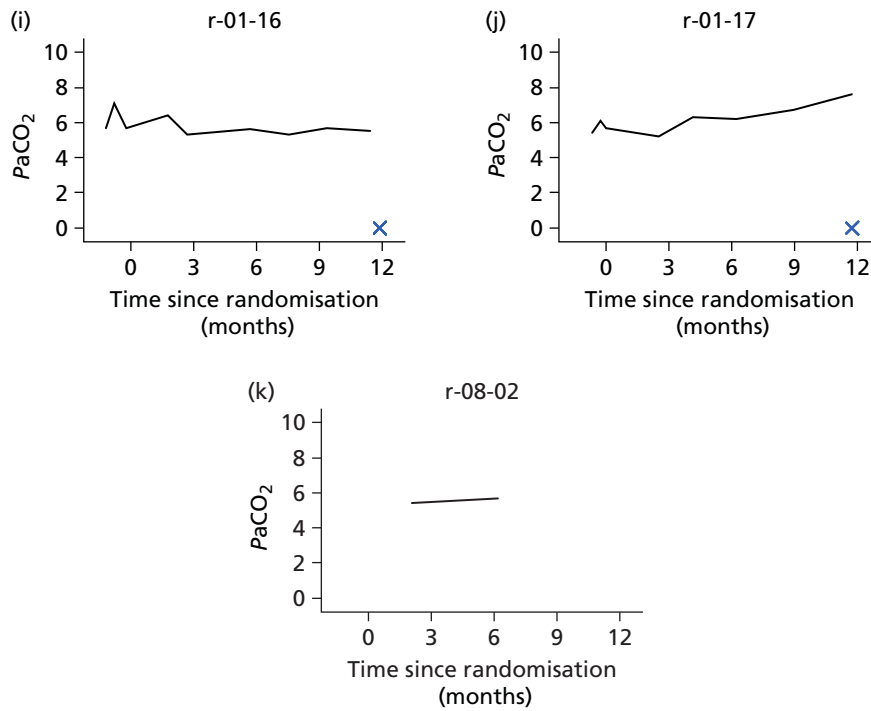 (i)
r-01-16
10
8
6
4
2
0
PaCO2
0 3 6 9 12
Time since randomisation
(months)
(j)
r-01-17
10
8
6
4
2
0
PaCO2
0 3 6 9 12
Time since randomisation
(months)
(k)
r-08-02
10
8
6
4
2
0
PaCO2
0 3 6 9 12
Time since randomisation
(months)